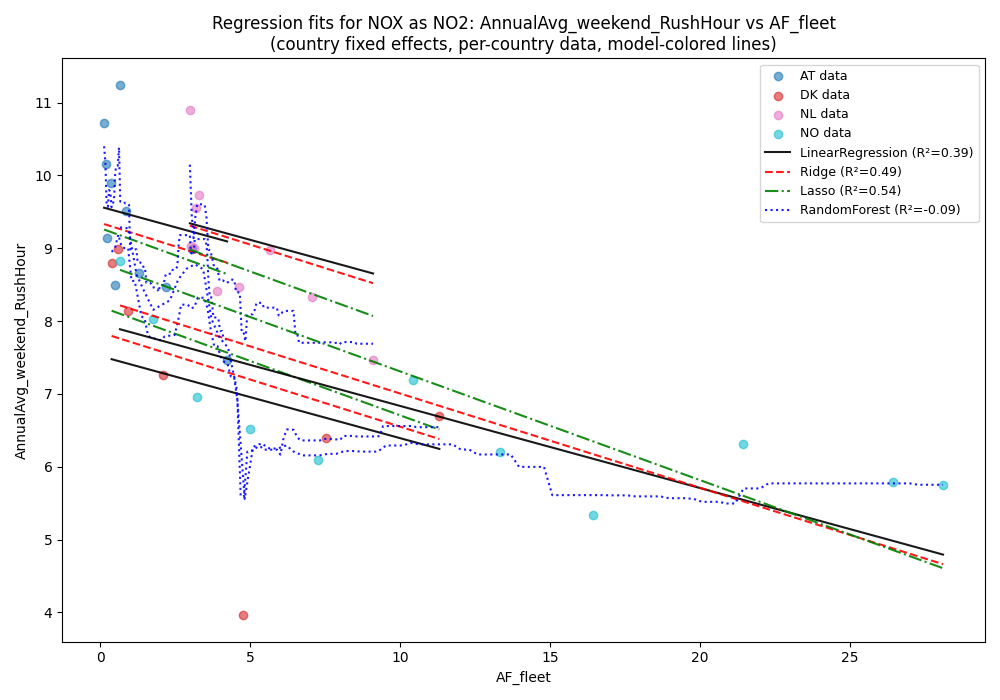 Regression fits for NOX as NO2: AnnualAvg_weekend_RushHour vs AF_fleet
(country fixed effects, per-country data, model-colored lines)
AT data
DK data
NL data
NO data
LinearRegression (R²=0.39)
Ridge (R²=0.49)
Lasso (R²=0.54)
RandomForest (R²=-0.09)
AnnualAvg_weekend_RushHour
11
10
9
8
7
6
5
4
0
5
10
15
20
25
AF_fleet